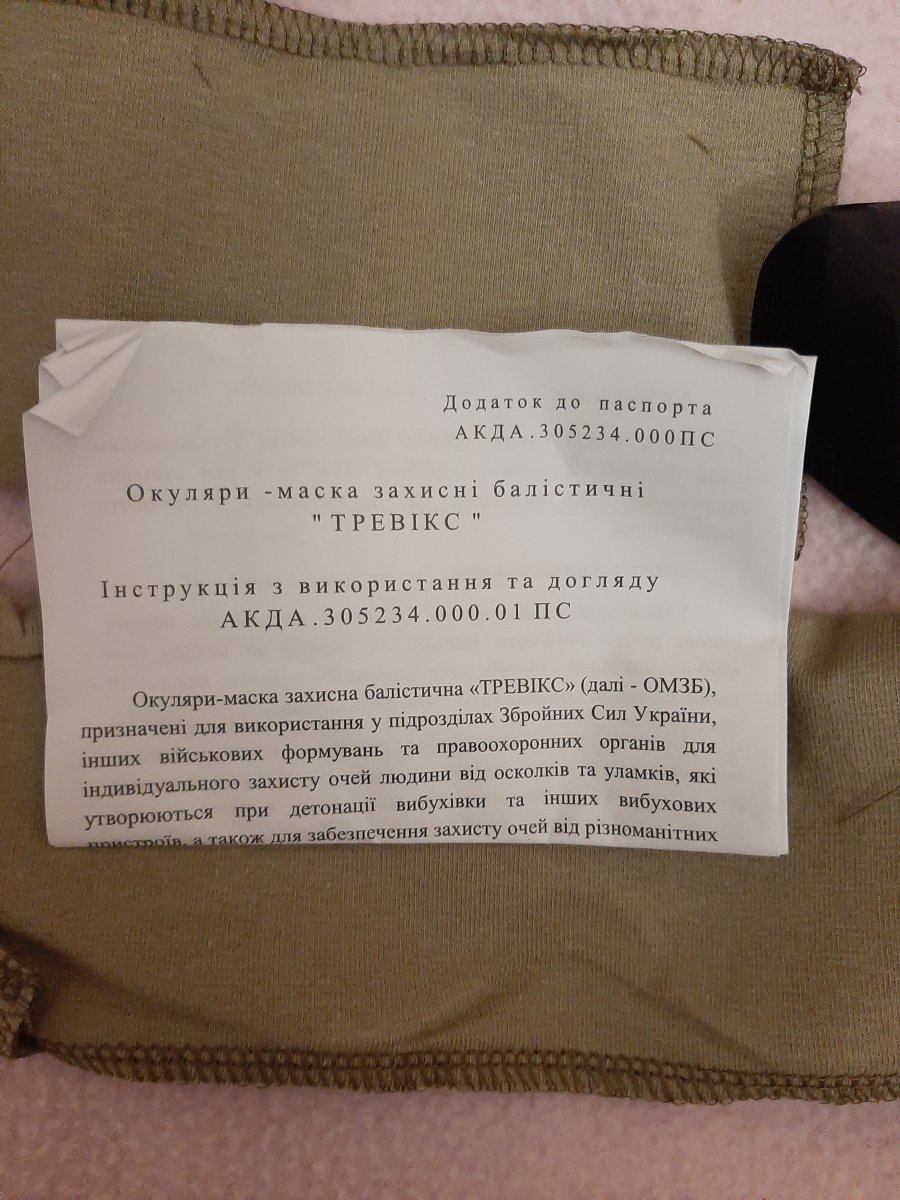 Додаток до паспорта
АКДА.305234.000ПС
Окуляри -маска захисні балістичні
"ТРЕВІКС"
Інструкція з використання та догляду
АКДА.305234.000.01 ПС
Окуляри-маска захисна балістична «ТРЕВІКС» (далі - ОМЗБ),
призначені для використання у підрозділах Збройних Сил України,
інших військових формувань та правоохоронних органів для
індивідуального захисту очей людини від осколків та уламків, які
утворюються при детонації вибухівки та інших вибухових
пристроїв, а також для забезпечення захисту очей від різноманітних